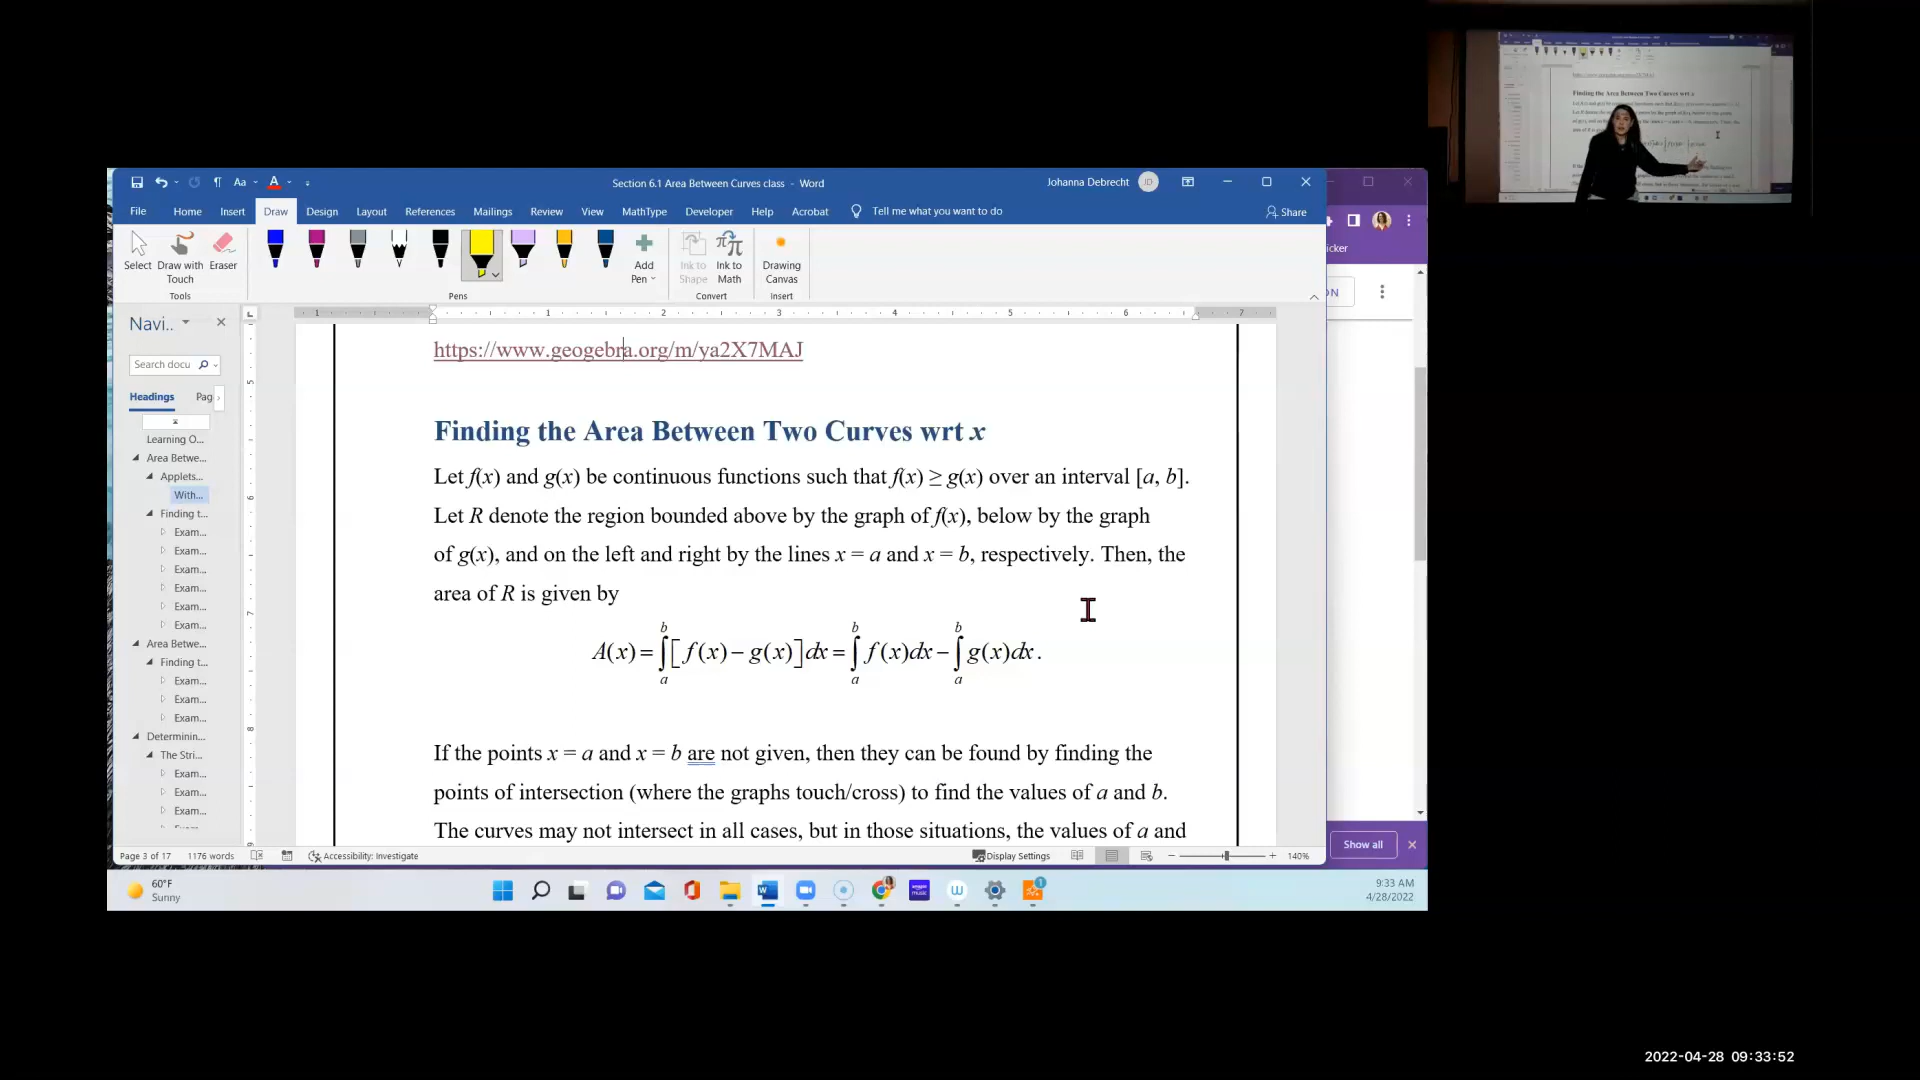 Section 6.1 Area Between Curves class - Word
Johanna Debrecht
JD
File Home Insert Draw Design Layout References Mailings Review View MathType Developer Help Acrobat Tell me what you want to do Share
Select Draw with Touch Eraser Add Pen Ink to Shape Ink to Math Drawing Canvas
Tools Pens Convert Insert
Navi..
Search docu
Headings Pag
Learning O...
Area Betwe...
Applets...
With...
Finding t...
Exam...
Exam...
Exam...
Exam...
Exam...
Exam...
Area Betwe...
Finding t...
Exam...
Exam...
Exam...
Determinin...
The Stri...
Exam...
Exam...
Exam...
https://www.geogebra.org/m/ya2X7MAJ
Finding the Area Between Two Curves wrt x
Let f(x) and g(x) be continuous functions such that f(x) ≥ g(x) over an interval [a, b].
Let R denote the region bounded above by the graph of f(x), below by the graph
of g(x), and on the left and right by the lines x = a and x = b, respectively. Then, the
area of R is given by
A(x) = ∫_a^b [f(x) − g(x)]dx = ∫_a^b f(x)dx − ∫_a^b g(x)dx.
If the points x = a and x = b are not given, then they can be found by finding the
points of intersection (where the graphs touch/cross) to find the values of a and b.
The curves may not intersect in all cases, but in those situations, the values of a and
Page 3 of 17 1176 words Accessibility: Investigate Display Settings 140%
icker
ON
Show all
60°F
Sunny
9:33 AM
4/28/2022
2022-04-28 09:33:52